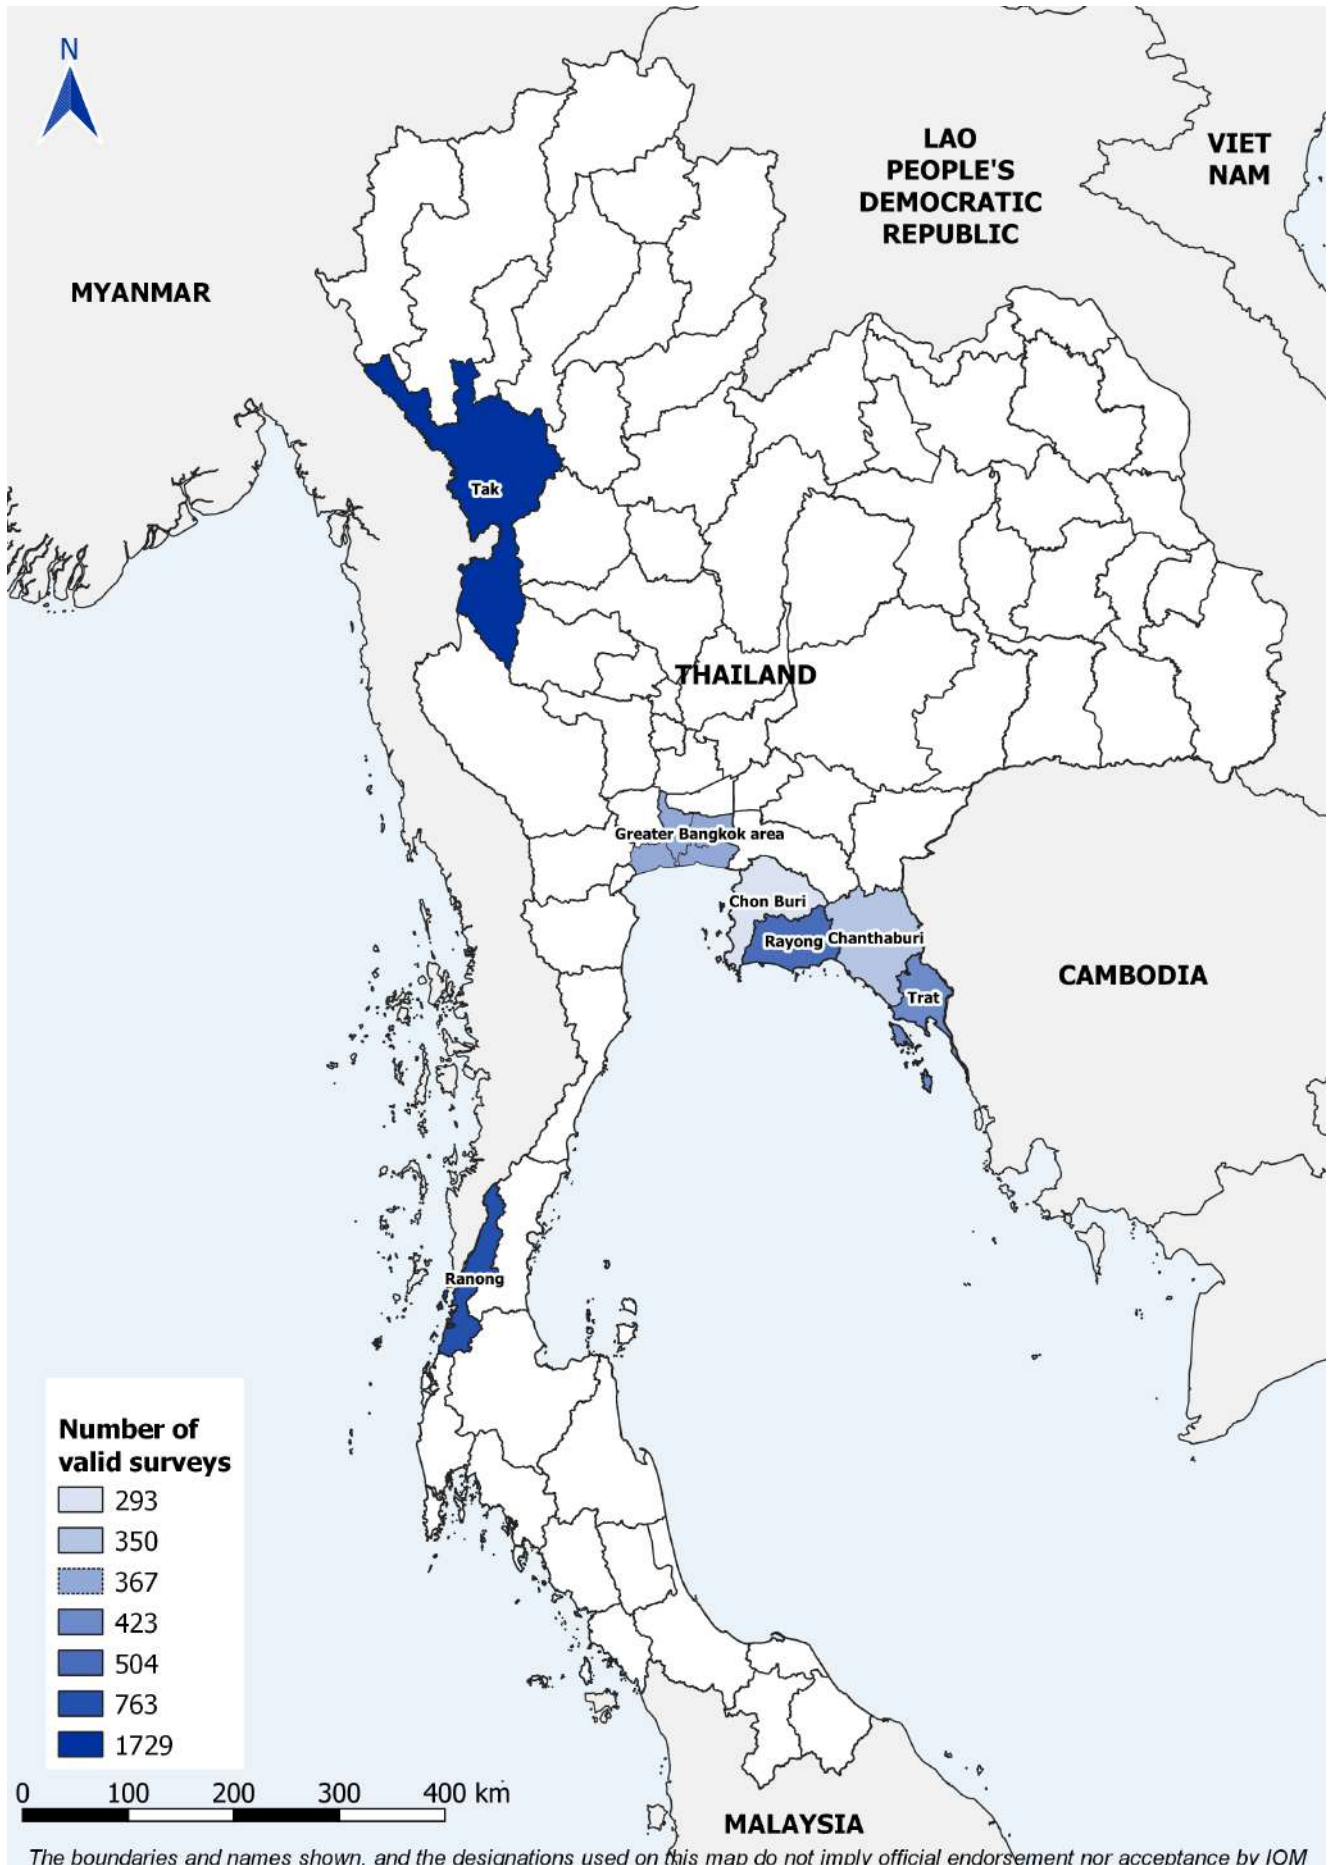 N
LAO
PEOPLE'S
DEMOCRATIC
REPUBLIC
VIET
NAM
MYANMAR
Tak
THAILAND
Greater Bangkok area
Chon Buri
Rayong
Chanthaburi
Trat
CAMBODIA
Ranong
Number of
valid surveys
293
350
367
423
504
763
1729
0 100 200 300 400 km
MALAYSIA
The boundaries and names shown, and the designations used on this map do not imply official endorsement nor acceptance by IOM